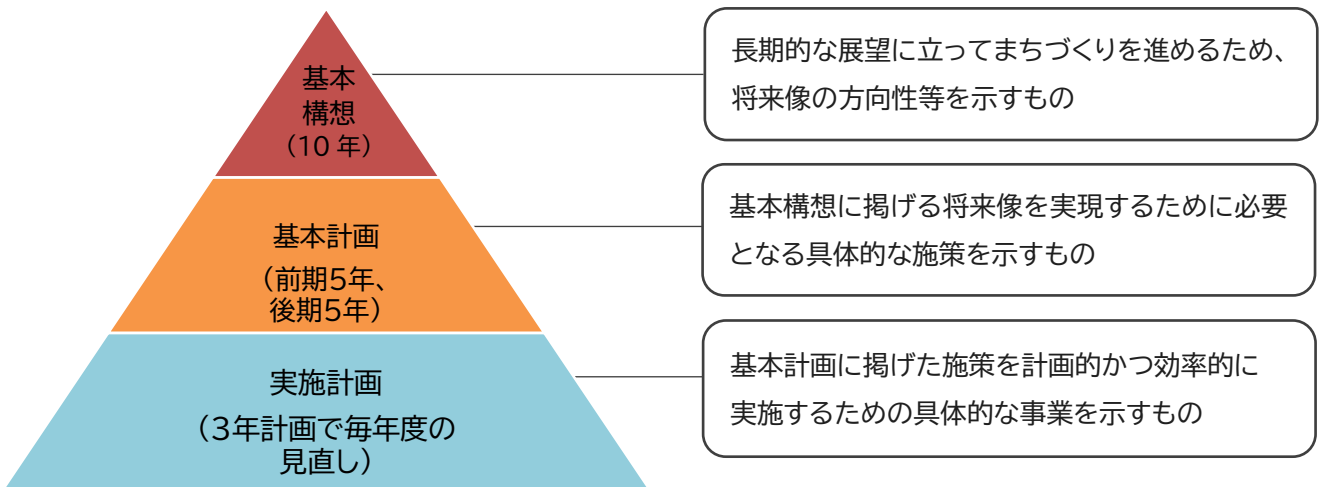 基本
構想
（10 年）
長期的な展望に立ってまちづくりを進めるため、
将来像の方向性等を示すもの
基本計画
（前期5年、
後期5年）
基本構想に掲げる将来像を実現するために必要
となる具体的な施策を示すもの
実施計画
（3年計画で毎年度の
見直し）
基本計画に掲げた施策を計画的かつ効率的に
実施するための具体的な事業を示すもの